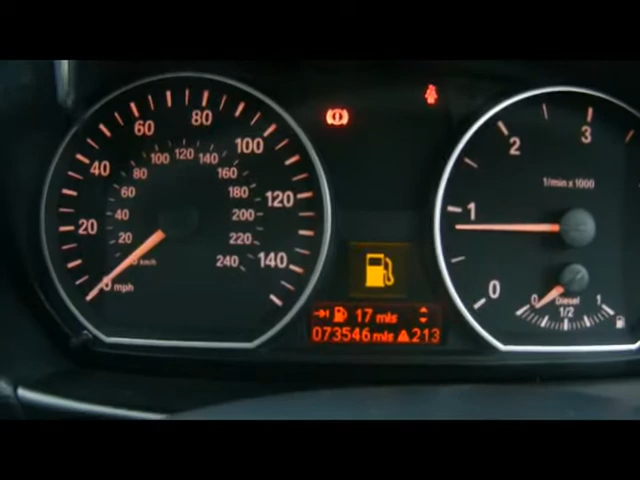 20 40 60 80 100 120 140
mph
20 40 60 80 100 120 140 160 180 200 220 240
km/h
17 mls
073546 mls 213
0 1 2 3
1/min x 1000
Diesel
0 1/2 1